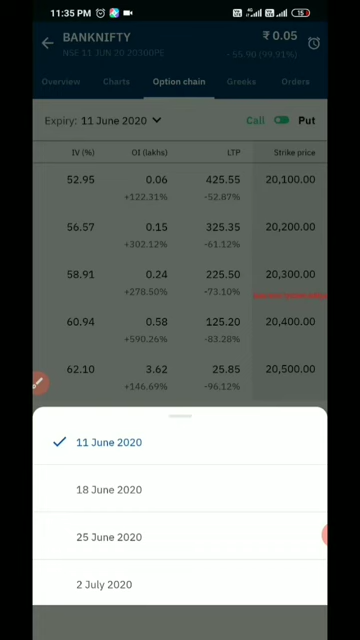 11:35 PM
4G
15
BANKNIFTY
₹ 0.05
NSE 11 JUN 20 20300PE
- 55.90 (99.91%)
Overview Charts Option chain Greeks Orders
Expiry: 11 June 2020
Call Put
IV (%) OI (lakhs) LTP Strike price
52.95 0.06 425.55 20,100.00
+122.31% -52.87%
56.57 0.15 325.35 20,200.00
+302.12% -61.12%
58.91 0.24 225.50 20,300.00
+278.50% -73.10%
60.94 0.58 125.20 20,400.00
+590.26% -83.28%
62.10 3.62 25.85 20,500.00
+146.69% -96.12%
11 June 2020
18 June 2020
25 June 2020
2 July 2020